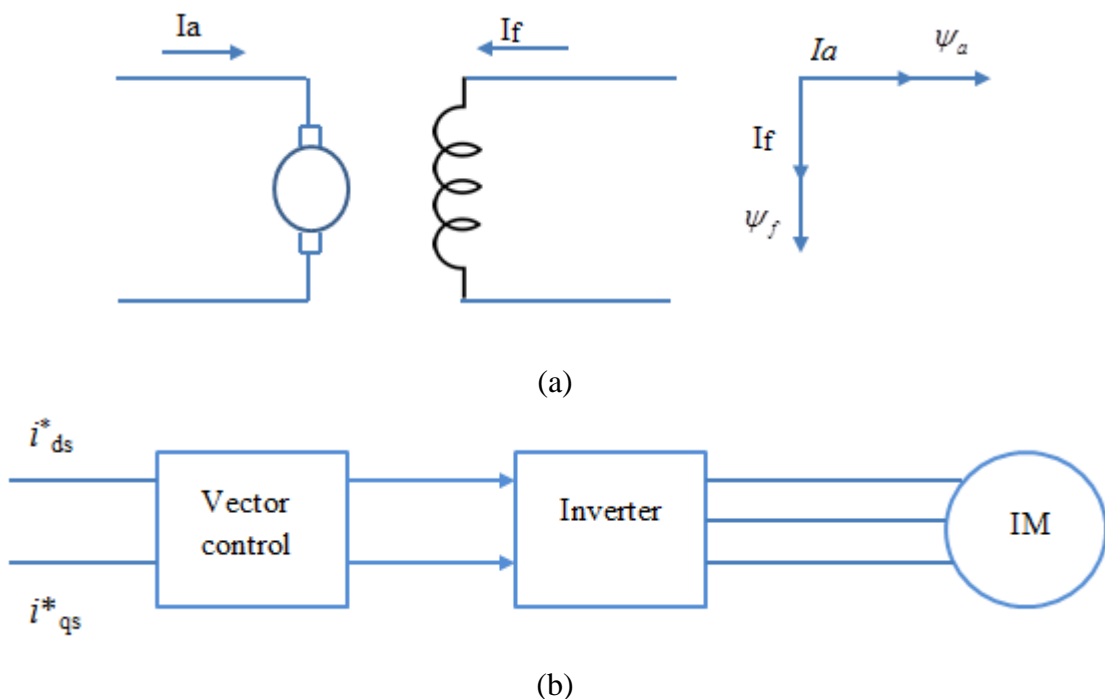 Ia
If
Ia
ψa
If
ψf
(a)
i*ds
Vector
control
Inverter
IM
i*qs
(b)